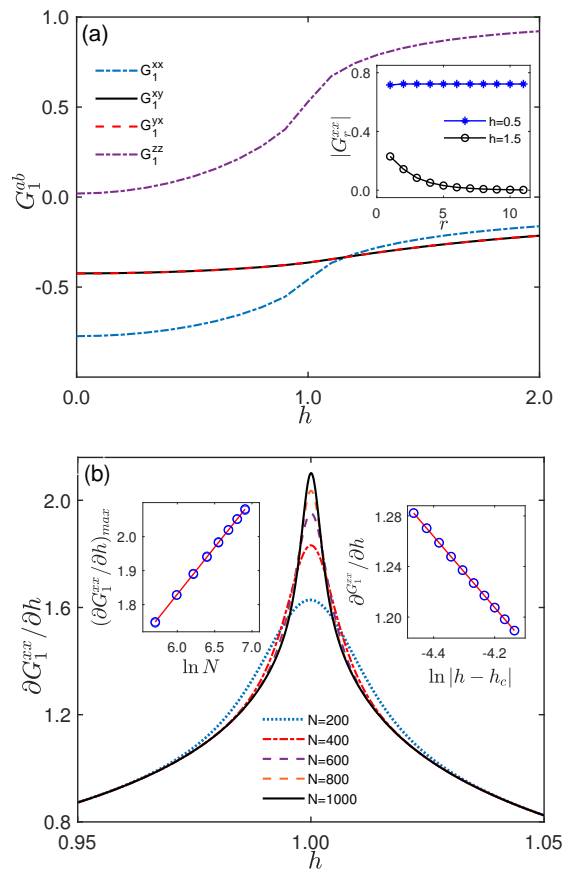 (a)
1.0
0.5
0.0
-0.5
G_1^{ab}
G_1^{xx}
G_1^{xy}
G_1^{yx}
G_1^{zz}
0.8
0.4
0.0
|G_r^{xx}|
h=0.5
h=1.5
0 5 10
r
0.0 1.0 2.0
h
(b)
2.0
1.6
1.2
0.8
∂G_1^{xx}/∂h
2.1
2.0
1.9
1.8
(∂G_1^{xx}/∂h)_{max}
6.0 6.5 7.0
ln N
1.28
1.24
1.20
∂G_1^{xx}/∂h
-4.4 -4.2
ln |h − h_c|
N=200
N=400
N=600
N=800
N=1000
0.95 1.00 1.05
h